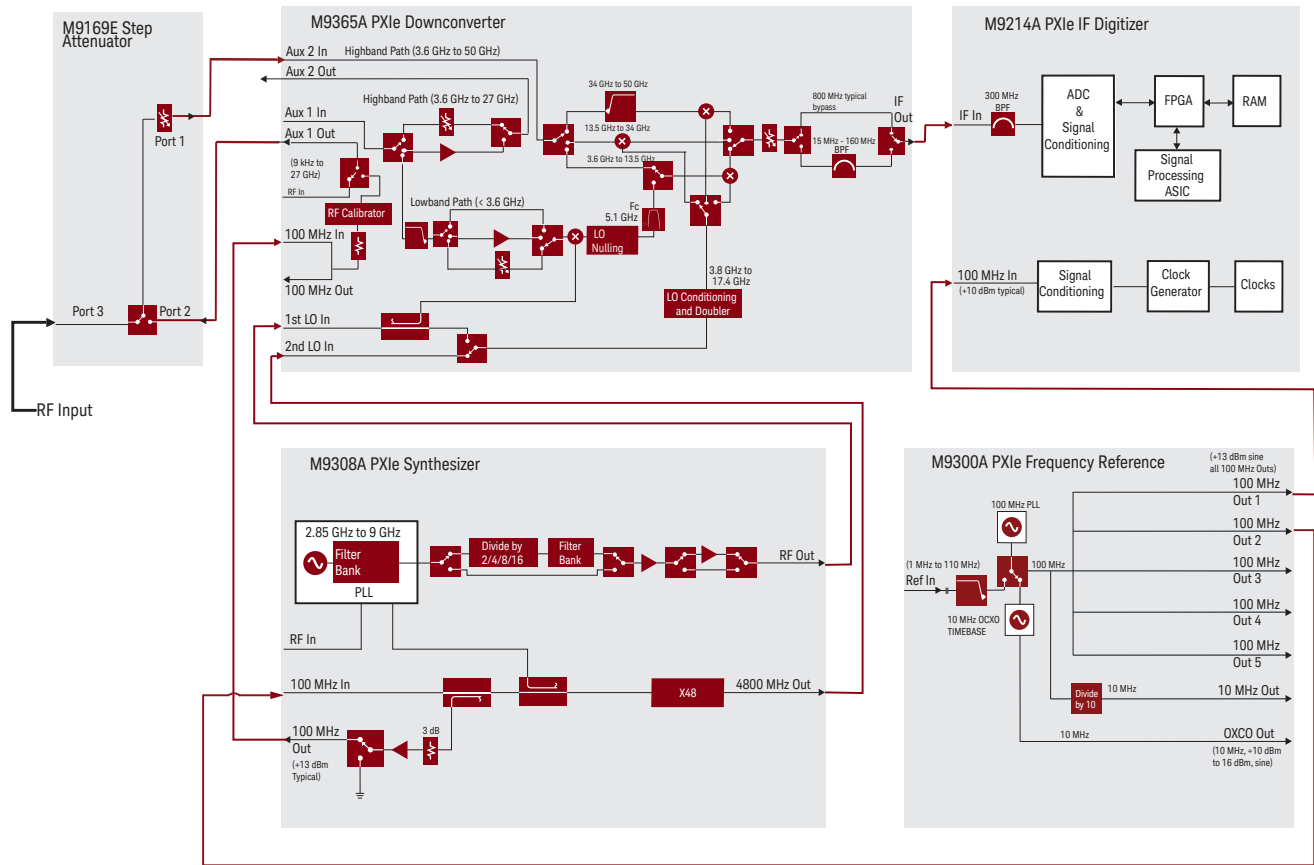 M9169E Step
Attenuator
Port 1
Port 3
Port 2
RF Input
M9365A PXIe Downconverter
Aux 2 In
Highband Path (3.6 GHz to 50 GHz)
Aux 2 Out
Aux 1 In
Highband Path (3.6 GHz to 27 GHz)
Aux 1 Out
(9 kHz to
27 GHz)
RF In
RF Calibrator
100 MHz In
100 MHz Out
1st LO In
2nd LO In
Lowband Path (< 3.6 GHz)
LO
Nulling
Fc
5.1 GHz
34 GHz to 50 GHz
13.5 GHz to 34 GHz
3.6 GHz to 13.5 GHz
3.8 GHz to
17.4 GHz
LO Conditioning
and Doubler
800 MHz typical
bypass
15 MHz - 160 MHz
BPF
IF
Out
M9214A PXIe IF Digitizer
IF In
300 MHz
BPF
ADC
&
Signal
Conditioning
FPGA
RAM
Signal
Processing
ASIC
100 MHz In
(+10 dBm typical)
Signal
Conditioning
Clock
Generator
Clocks
M9308A PXIe Synthesizer
2.85 GHz to 9 GHz
Filter
Bank
PLL
Divide by
2/4/8/16
Filter
Bank
RF Out
RF In
100 MHz In
X48
4800 MHz Out
100 MHz
Out
(+13 dBm
Typical)
3 dB
M9300A PXIe Frequency Reference
(+13 dBm sine
all 100 MHz Outs)
100 MHz
Out 1
100 MHz PLL
100 MHz
Out 2
(1 MHz to 110 MHz)
Ref In
100 MHz
100 MHz
Out 3
10 MHz OCXO
TIMEBASE
100 MHz
Out 4
100 MHz
Out 5
Divide
by 10
10 MHz
10 MHz Out
10 MHz
OXCO Out
(10 MHz, +10 dBm
to 16 dBm, sine)